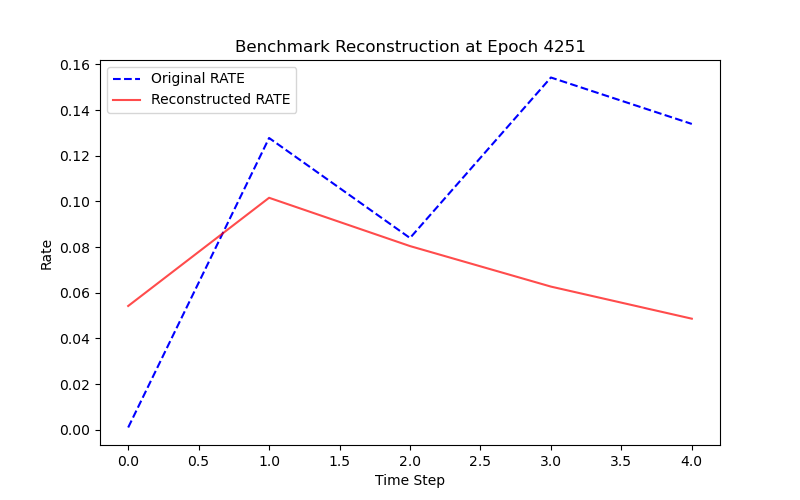 Benchmark Reconstruction at Epoch 4251
Original RATE
Reconstructed RATE
Rate
0.16
0.14
0.12
0.10
0.08
0.06
0.04
0.02
0.00
0.0 0.5 1.0 1.5 2.0 2.5 3.0 3.5 4.0
Time Step